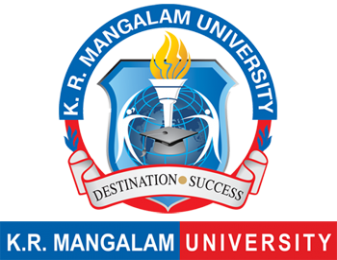 K. R. MANGALAM UNIVERSITY
DESTINATION SUCCESS
K.R. MANGALAM UNIVERSITY